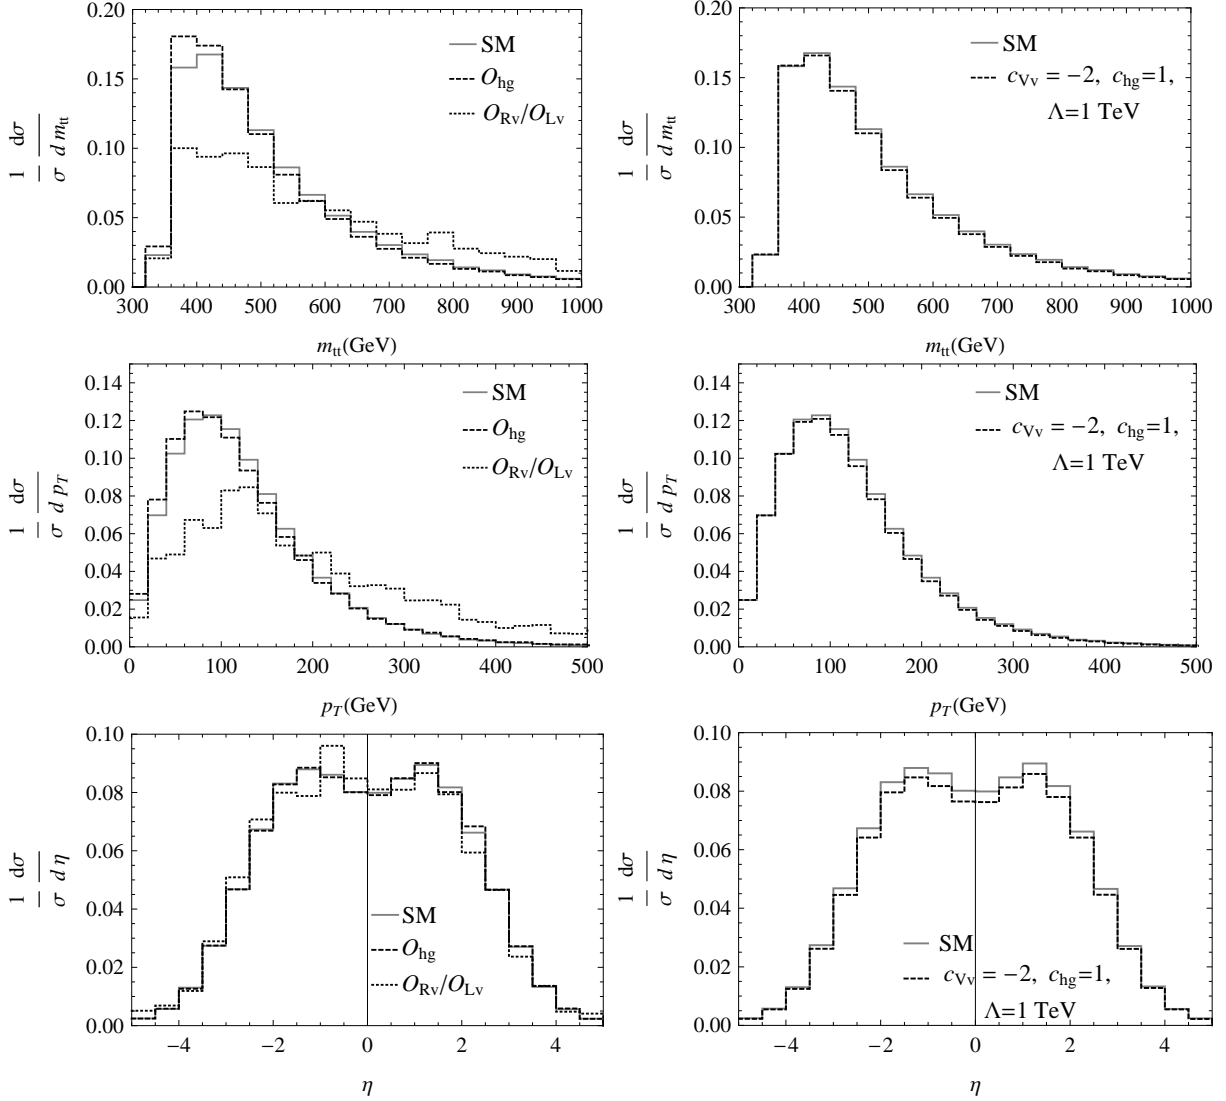 0.20
0.15
0.10
0.05
0.00
1 dσ
σ d m_tt
SM
O_hg
O_Rv/O_Lv
300 400 500 600 700 800 900 1000
m_tt(GeV)
0.20
0.15
0.10
0.05
0.00
1 dσ
σ d m_tt
SM
c_Vv = −2, c_hg=1,
Λ=1 TeV
300 400 500 600 700 800 900 1000
m_tt(GeV)
0.14
0.12
0.10
0.08
0.06
0.04
0.02
0.00
1 dσ
σ d p_T
SM
O_hg
O_Rv/O_Lv
0 100 200 300 400 500
p_T(GeV)
0.14
0.12
0.10
0.08
0.06
0.04
0.02
0.00
1 dσ
σ d p_T
SM
c_Vv = −2, c_hg=1,
Λ=1 TeV
0 100 200 300 400 500
p_T(GeV)
0.10
0.08
0.06
0.04
0.02
0.00
1 dσ
σ d η
SM
O_hg
O_Rv/O_Lv
−4 −2 0 2 4
η
0.10
0.08
0.06
0.04
0.02
0.00
1 dσ
σ d η
SM
c_Vv = −2, c_hg=1,
Λ=1 TeV
−4 −2 0 2 4
η